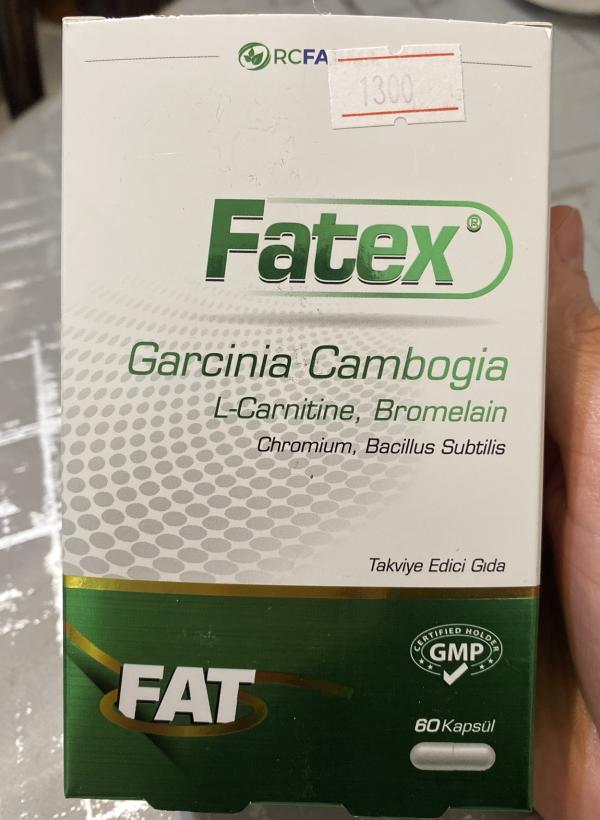 RCFA
1300
Fatex®
Garcinia Cambogia
L-Carnitine, Bromelain
Chromium, Bacillus Subtilis
Takviye Edici Gıda
CERTIFIED HOLDER
GMP
FAT
60 Kapsül